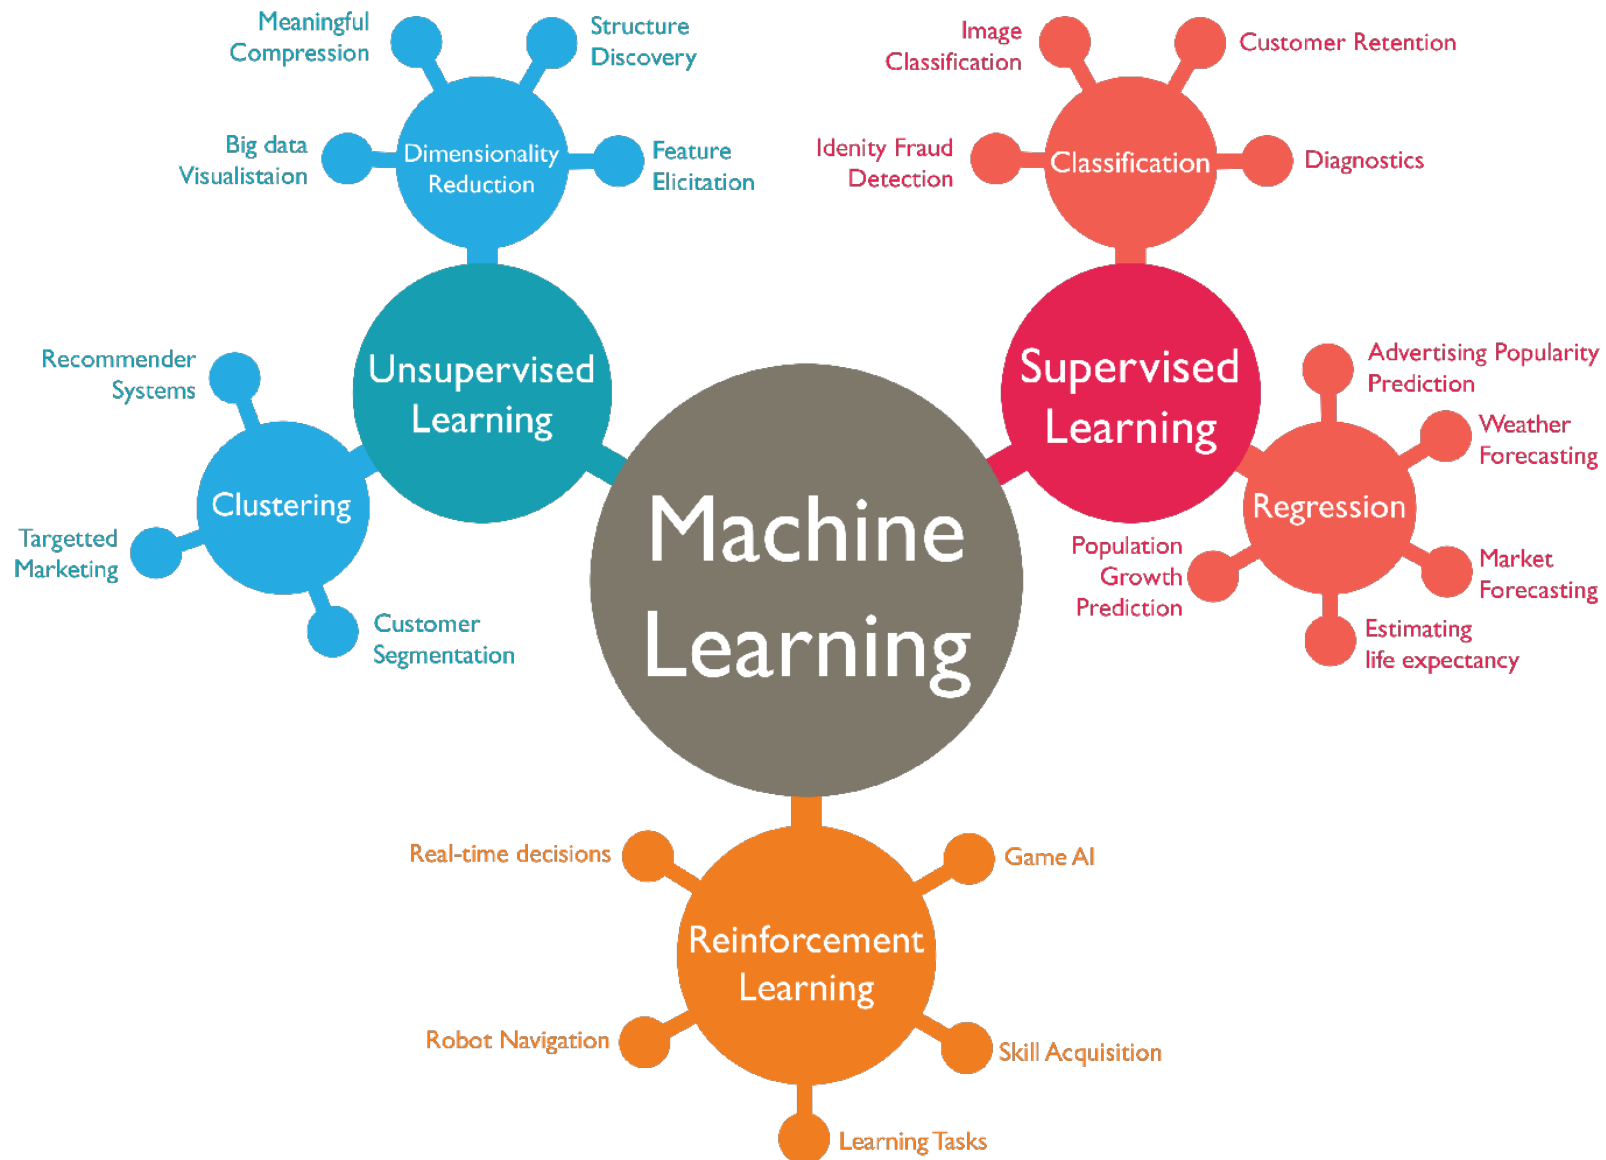 Meaningful
Compression
Structure
Discovery
Big data
Visualistaion
Dimensionality
Reduction
Feature
Elicitation
Image
Classification
Customer Retention
Idenity Fraud
Detection
Classification
Diagnostics
Unsupervised
Learning
Recommender
Systems
Clustering
Targetted
Marketing
Customer
Segmentation
Supervised
Learning
Advertising Popularity
Prediction
Weather
Forecasting
Regression
Population
Growth
Prediction
Market
Forecasting
Estimating
life expectancy
Machine
Learning
Real-time decisions
Game AI
Reinforcement
Learning
Robot Navigation
Skill Acquisition
Learning Tasks